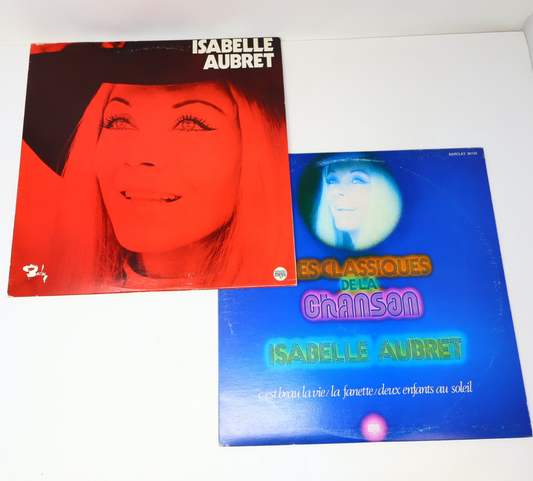 ISABELLE
AUBRET
BARCLAY
ES CLASSIQUES
DE LA
Chanson
ISABELLE AUBRET
c'est beau la vie/la fanette/deux enfants au soleil